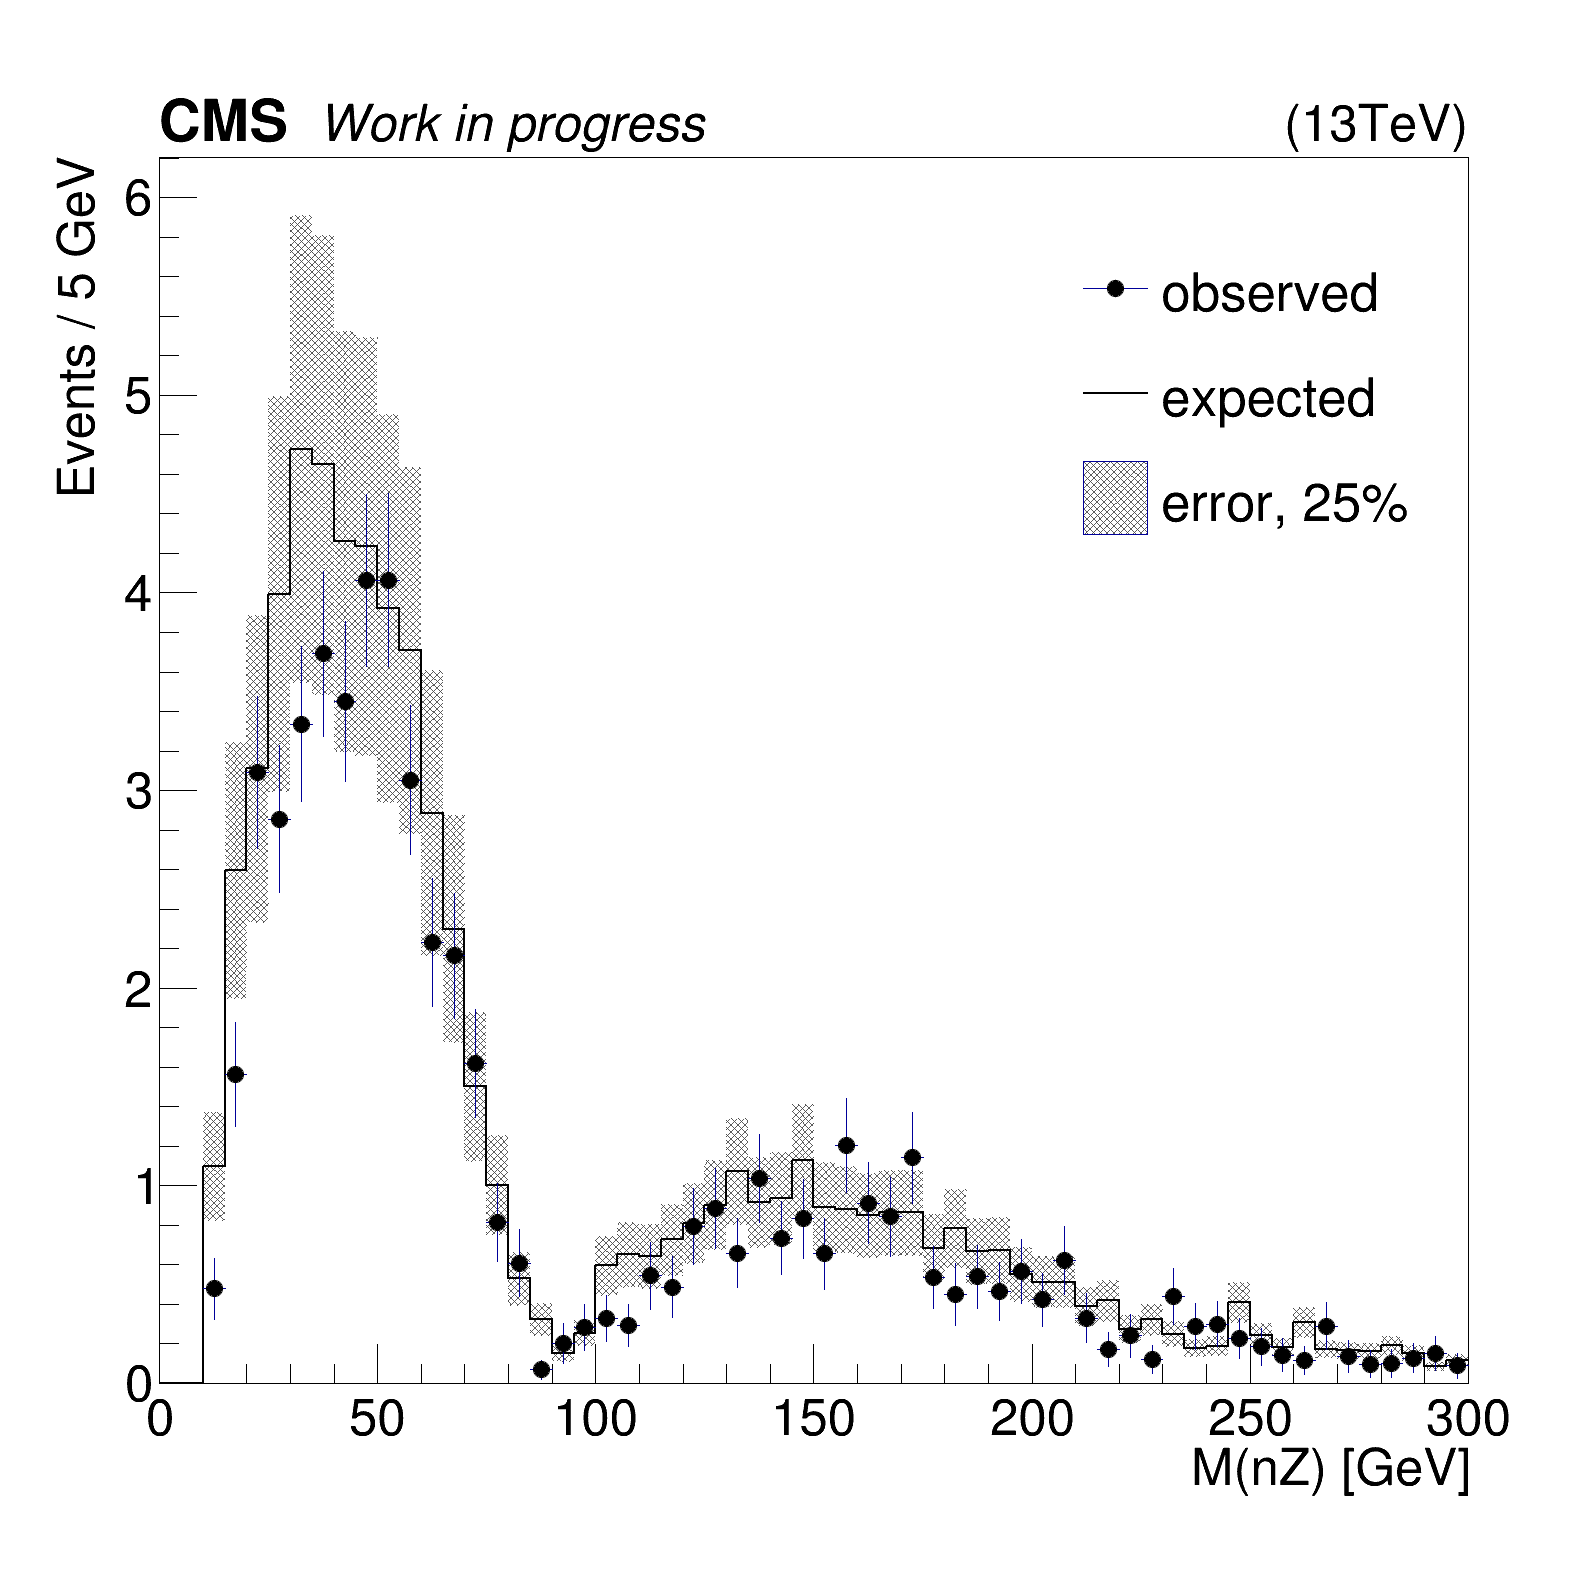 CMS Work in progress (13TeV)
Events / 5 GeV
6
5
4
3
2
1
0
observed
expected
error, 25%
0 50 100 150 200 250 300
M(nZ) [GeV]